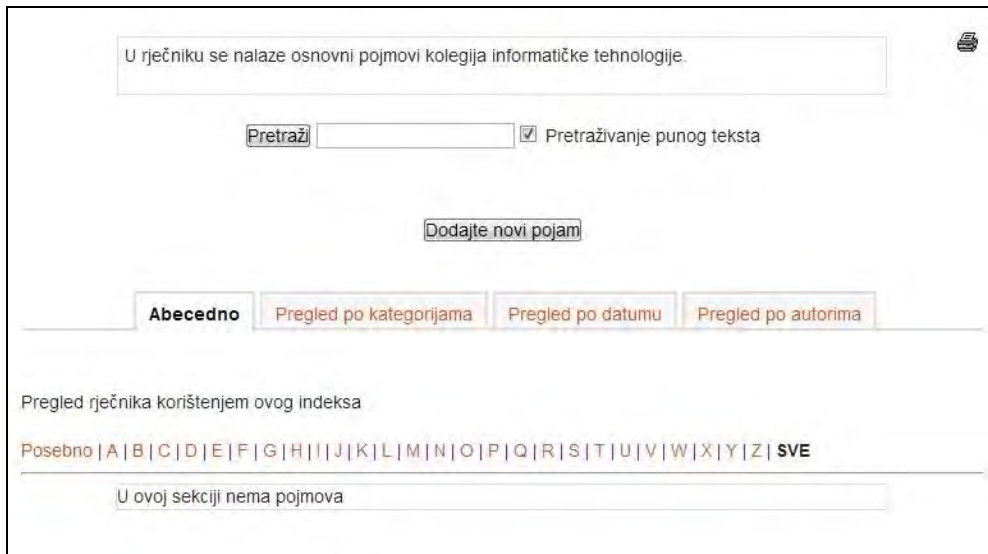 U rječniku se nalaze osnovni pojmovi kolegija informatičke tehnologije.
Pretraži Pretraživanje punog teksta
Dodajte novi pojam
Abecedno Pregled po kategorijama Pregled po datumu Pregled po autorima
Pregled rječnika korištenjem ovog indeksa
Posebno | A | B | C | D | E | F | G | H | I | J | K | L | M | N | O | P | Q | R | S | T | U | V | W | X | Y | Z | SVE
U ovoj sekciji nema pojmova